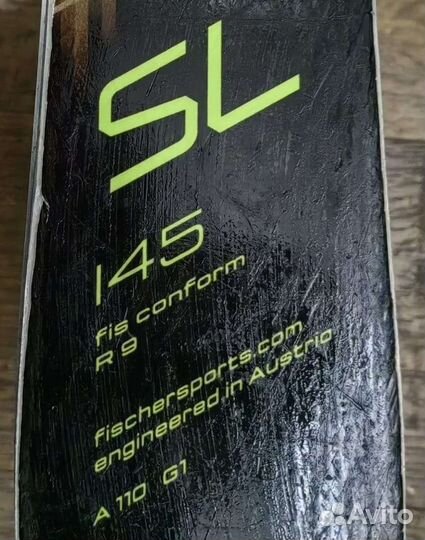 SL
145
fis conform
R 9
fischersports.com
engineered in Austria
A 110 G1
Avito